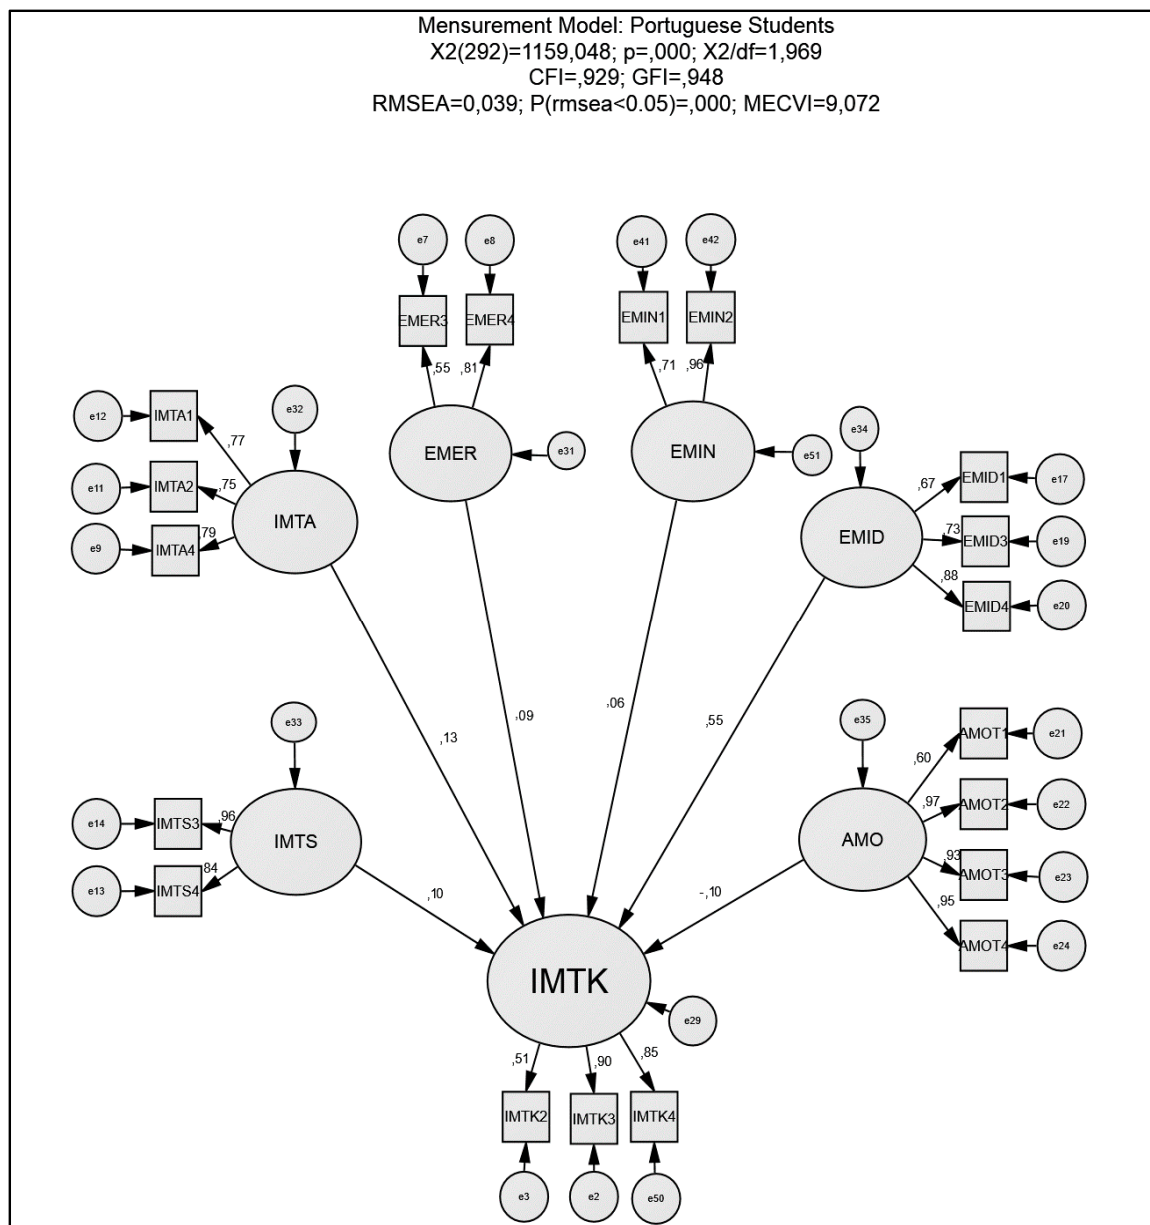 Mensurement Model: Portuguese Students
X2(292)=1159,048; p=,000; X2/df=1,969
CFI=,929; GFI=,948
RMSEA=0,039; P(rmsea<0.05)=,000; MECVI=9,072
e7
e8
e41
e42
EMER3
EMER4
EMIN1
EMIN2
,55
,81
,71
,96
e12
IMTA1
e32
e34
,77
EMER
e31
EMIN
e51
e11
IMTA2
,75
IMTA
,67
EMID1
e17
e9
IMTA4
,79
EMID
,73
EMID3
e19
,88
EMID4
e20
,13
,09
,06
,55
e33
e35
AMOT1
e21
,60
e14
IMTS3
,96
IMTS
AMO
,97
AMOT2
e22
e13
IMTS4
84
,93
AMOT3
e23
,10
-,10
,95
AMOT4
e24
IMTK
e29
,51
,90
,85
IMTK2
IMTK3
IMTK4
e3
e2
e50